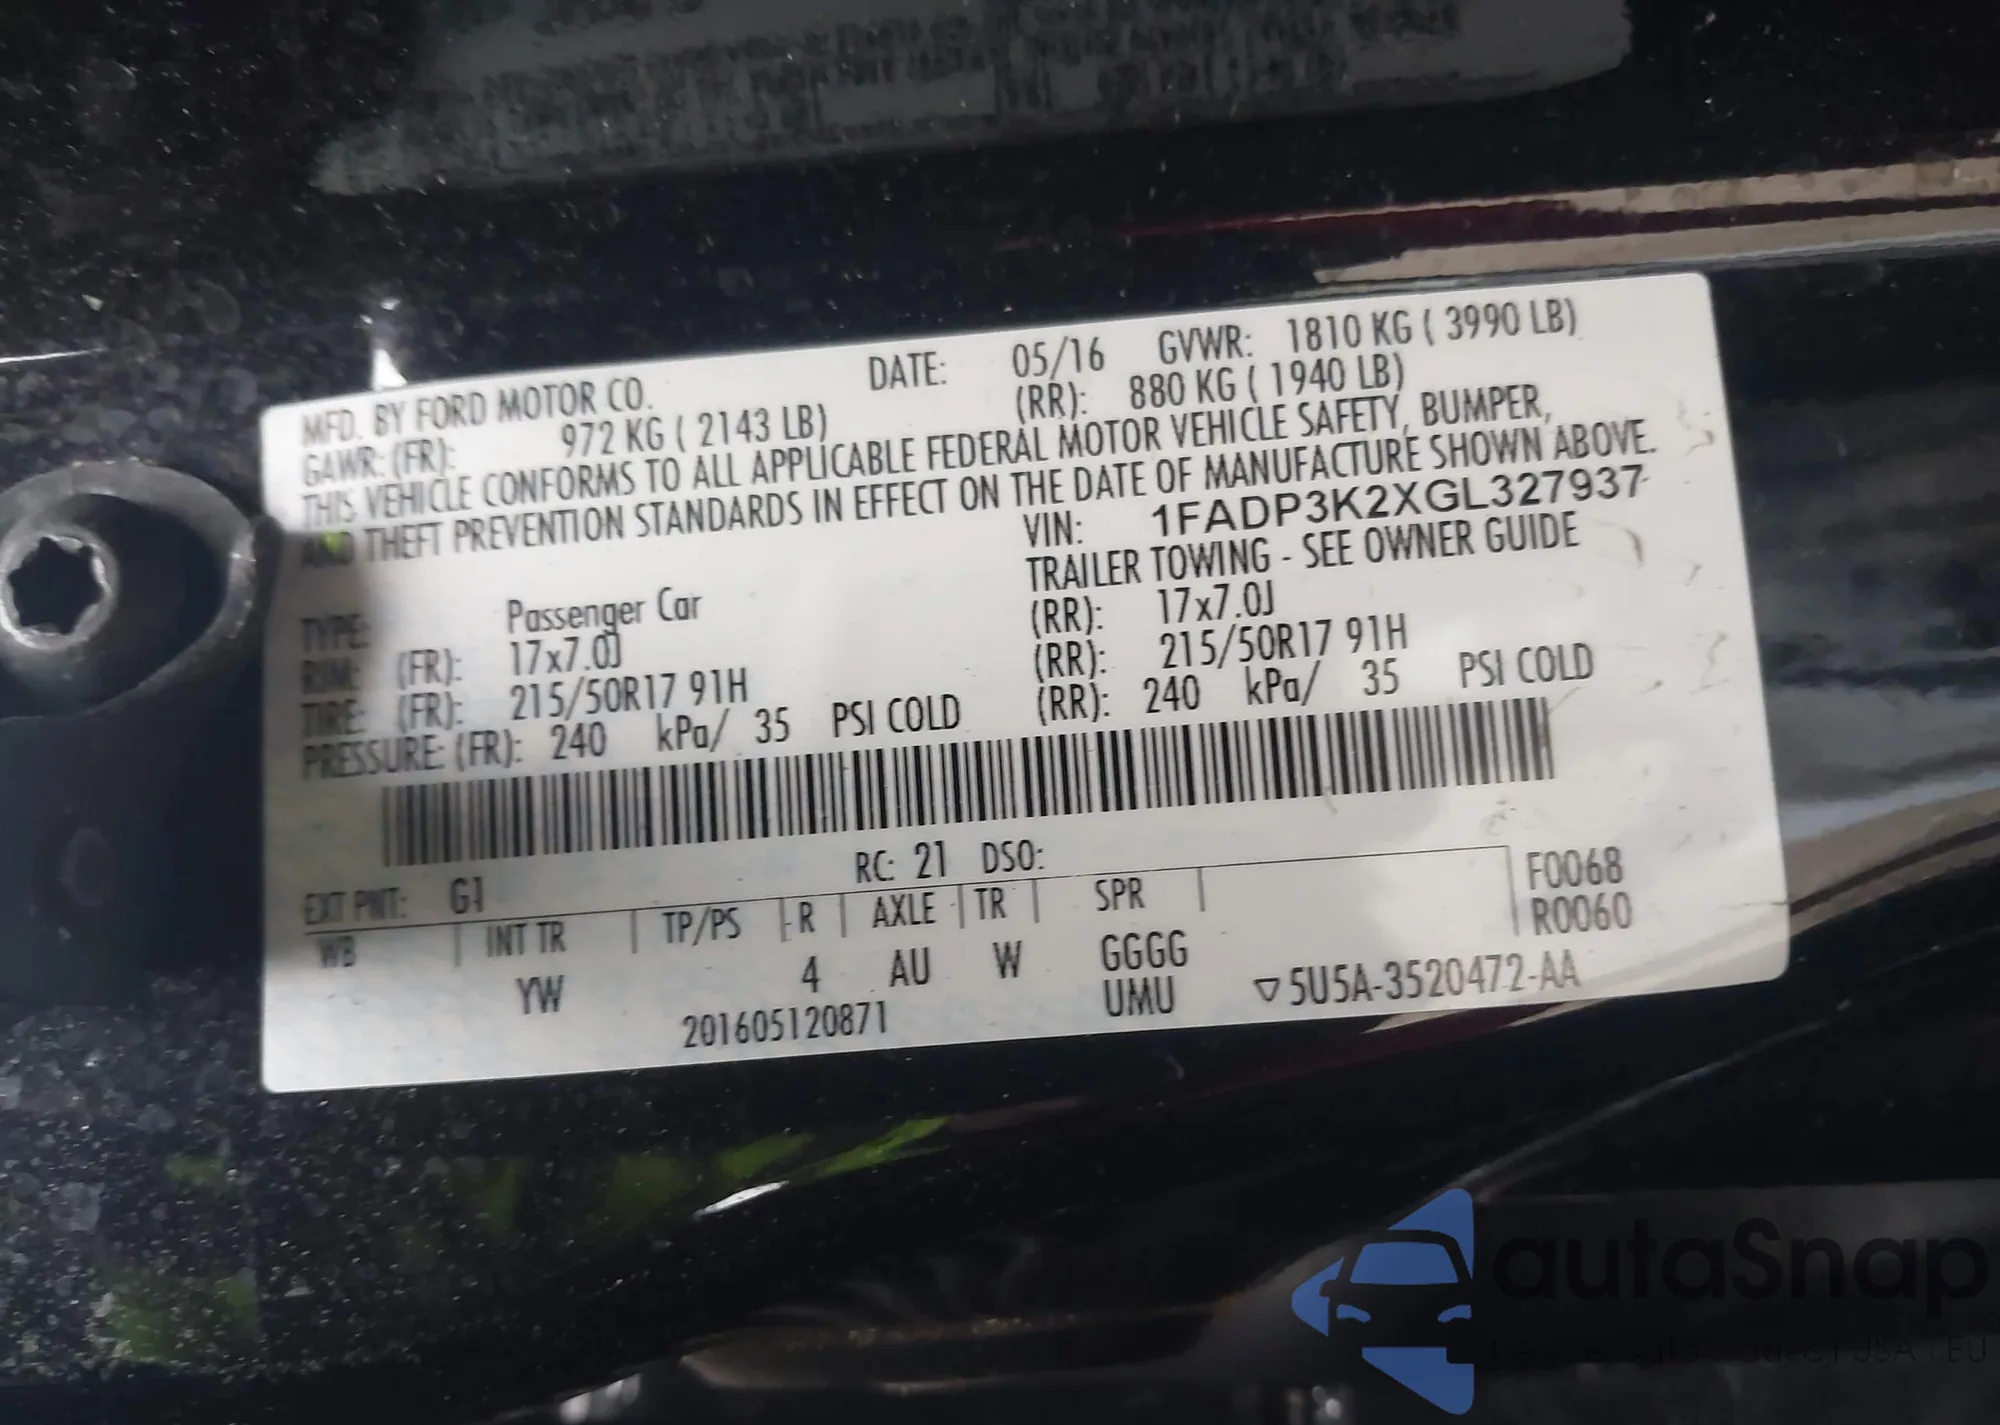 MFD. BY FORD MOTOR CO. DATE: 05/16 GVWR: 1810 KG ( 3990 LB)
GAWR: (FR): 972 KG ( 2143 LB) (RR): 880 KG ( 1940 LB)
THIS VEHICLE CONFORMS TO ALL APPLICABLE FEDERAL MOTOR VEHICLE SAFETY, BUMPER,
AND THEFT PREVENTION STANDARDS IN EFFECT ON THE DATE OF MANUFACTURE SHOWN ABOVE.
VIN: 1FADP3K2XGL327937
TYPE: Passenger Car TRAILER TOWING - SEE OWNER GUIDE
RIM: (FR): 17x7.0J (RR): 17x7.0J
TIRE: (FR): 215/50R17 91H (RR): 215/50R17 91H
PRESSURE: (FR): 240 kPa/ 35 PSI COLD (RR): 240 kPa/ 35 PSI COLD
EXT PNT: G1 RC: 21 DSO: F0068
WB INT TR TP/PS R AXLE TR SPR R0060
YW 4 AU W GGGG
201605120871 UMU ▽5U5A-3520472-AA
autaSnap